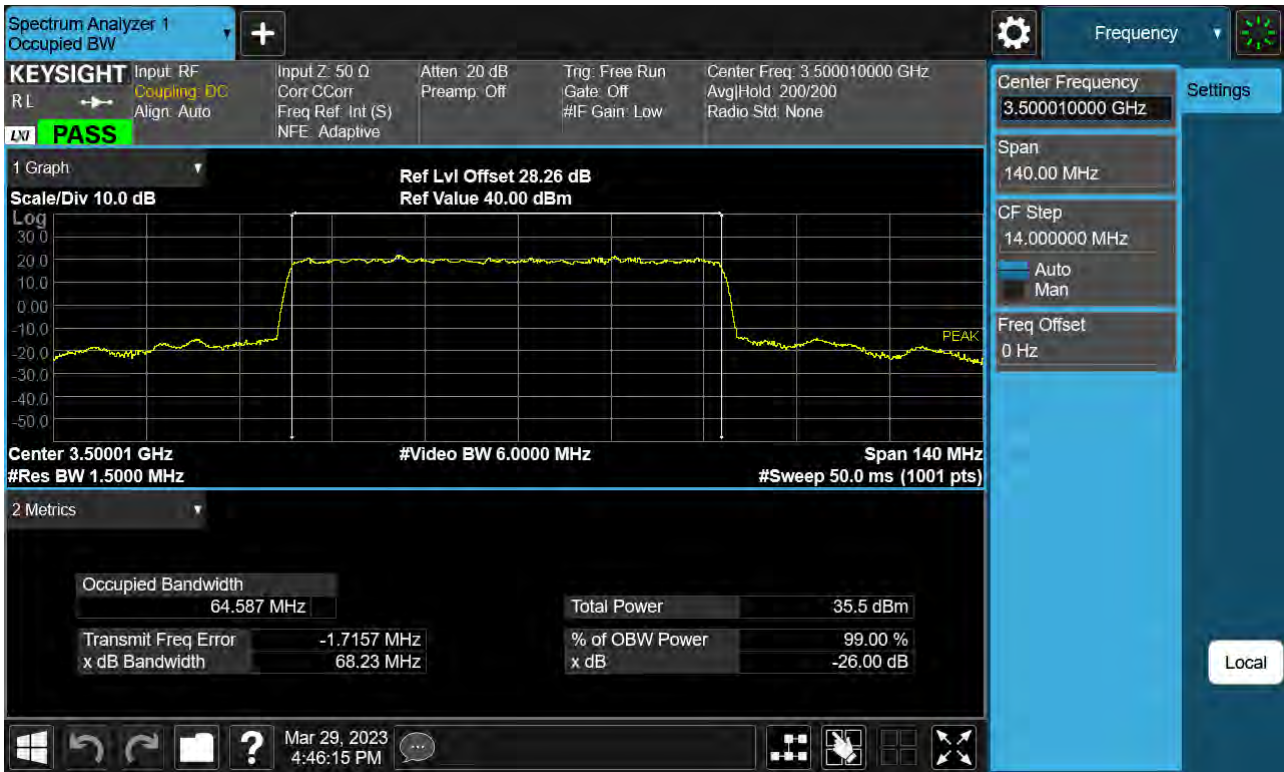 Spectrum Analyzer 1
Occupied BW
+
Frequency
KEYSIGHT
RL
LXI
PASS
Input: RF
Coupling: DC
Align: Auto
Input Z: 50 Ω
Corr CCorr
Freq Ref: Int (S)
NFE: Adaptive
Atten: 20 dB
Preamp: Off
Trig: Free Run
Gate: Off
#IF Gain: Low
Center Freq: 3.500010000 GHz
Avg|Hold: 200/200
Radio Std: None
Center Frequency
3.500010000 GHz
Settings
Span
140.00 MHz
CF Step
14.000000 MHz
Auto
Man
Freq Offset
0 Hz
1 Graph
Scale/Div 10.0 dB
Ref Lvl Offset 28.26 dB
Ref Value 40.00 dBm
Log
30.0
20.0
10.0
0.00
-10.0
-20.0
-30.0
-40.0
-50.0
PEAK
Center 3.50001 GHz
#Video BW 6.0000 MHz
Span 140 MHz
#Res BW 1.5000 MHz
#Sweep 50.0 ms (1001 pts)
2 Metrics
Occupied Bandwidth
64.587 MHz
Total Power 35.5 dBm
Transmit Freq Error -1.7157 MHz
% of OBW Power 99.00 %
x dB Bandwidth 68.23 MHz
x dB -26.00 dB
Local
?
Mar 29, 2023
4:46:15 PM